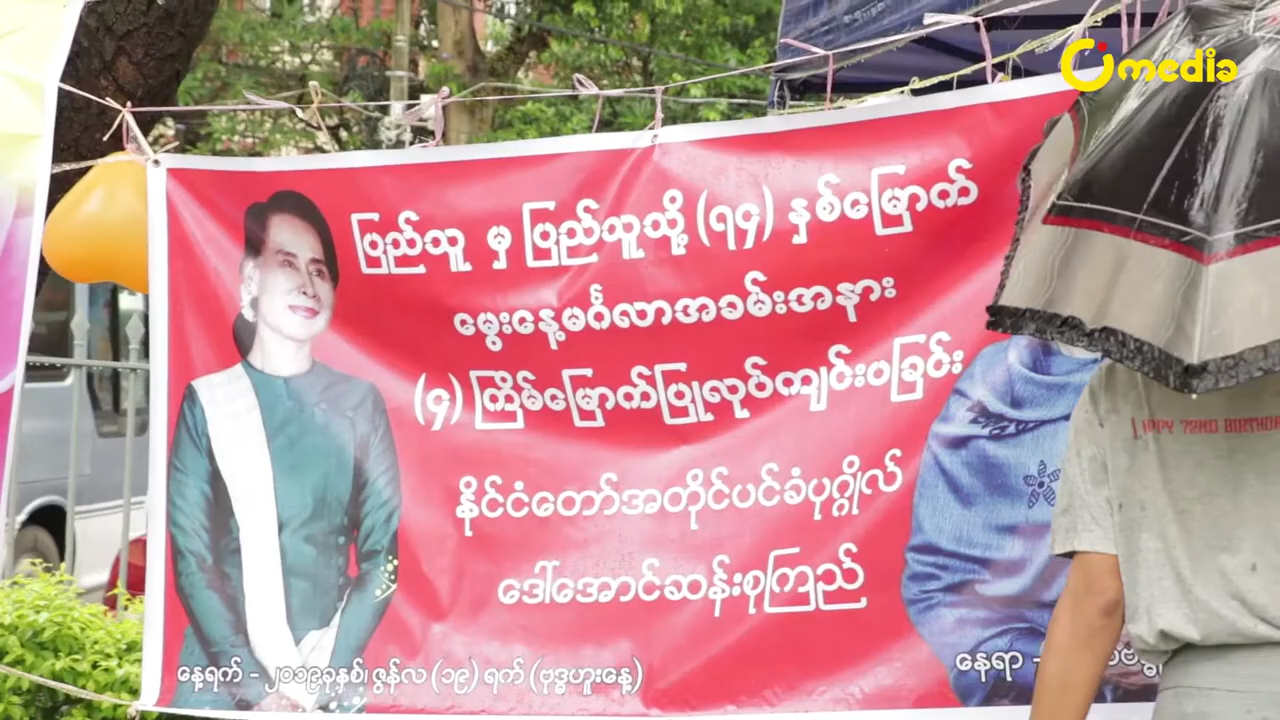 Ci media
ပြည်သူ မှ ပြည်သူသို့ (၇၄) နှစ်မြောက်
မွေးနေ့မင်္ဂလာအခမ်းအနား
(၄) ကြိမ်မြောက်ပြုလုပ်ကျင်းပခြင်း
နိုင်ငံတော်အတိုင်ပင်ခံပုဂ္ဂိုလ်
ဒေါ်အောင်ဆန်းစုကြည်
နေ့ရက် - ၂၀၁၉ခုနှစ်၊ ဇွန်လ (၁၉) ရက် (ဗုဒ္ဓဟူးနေ့)
နေရာ -
72ND